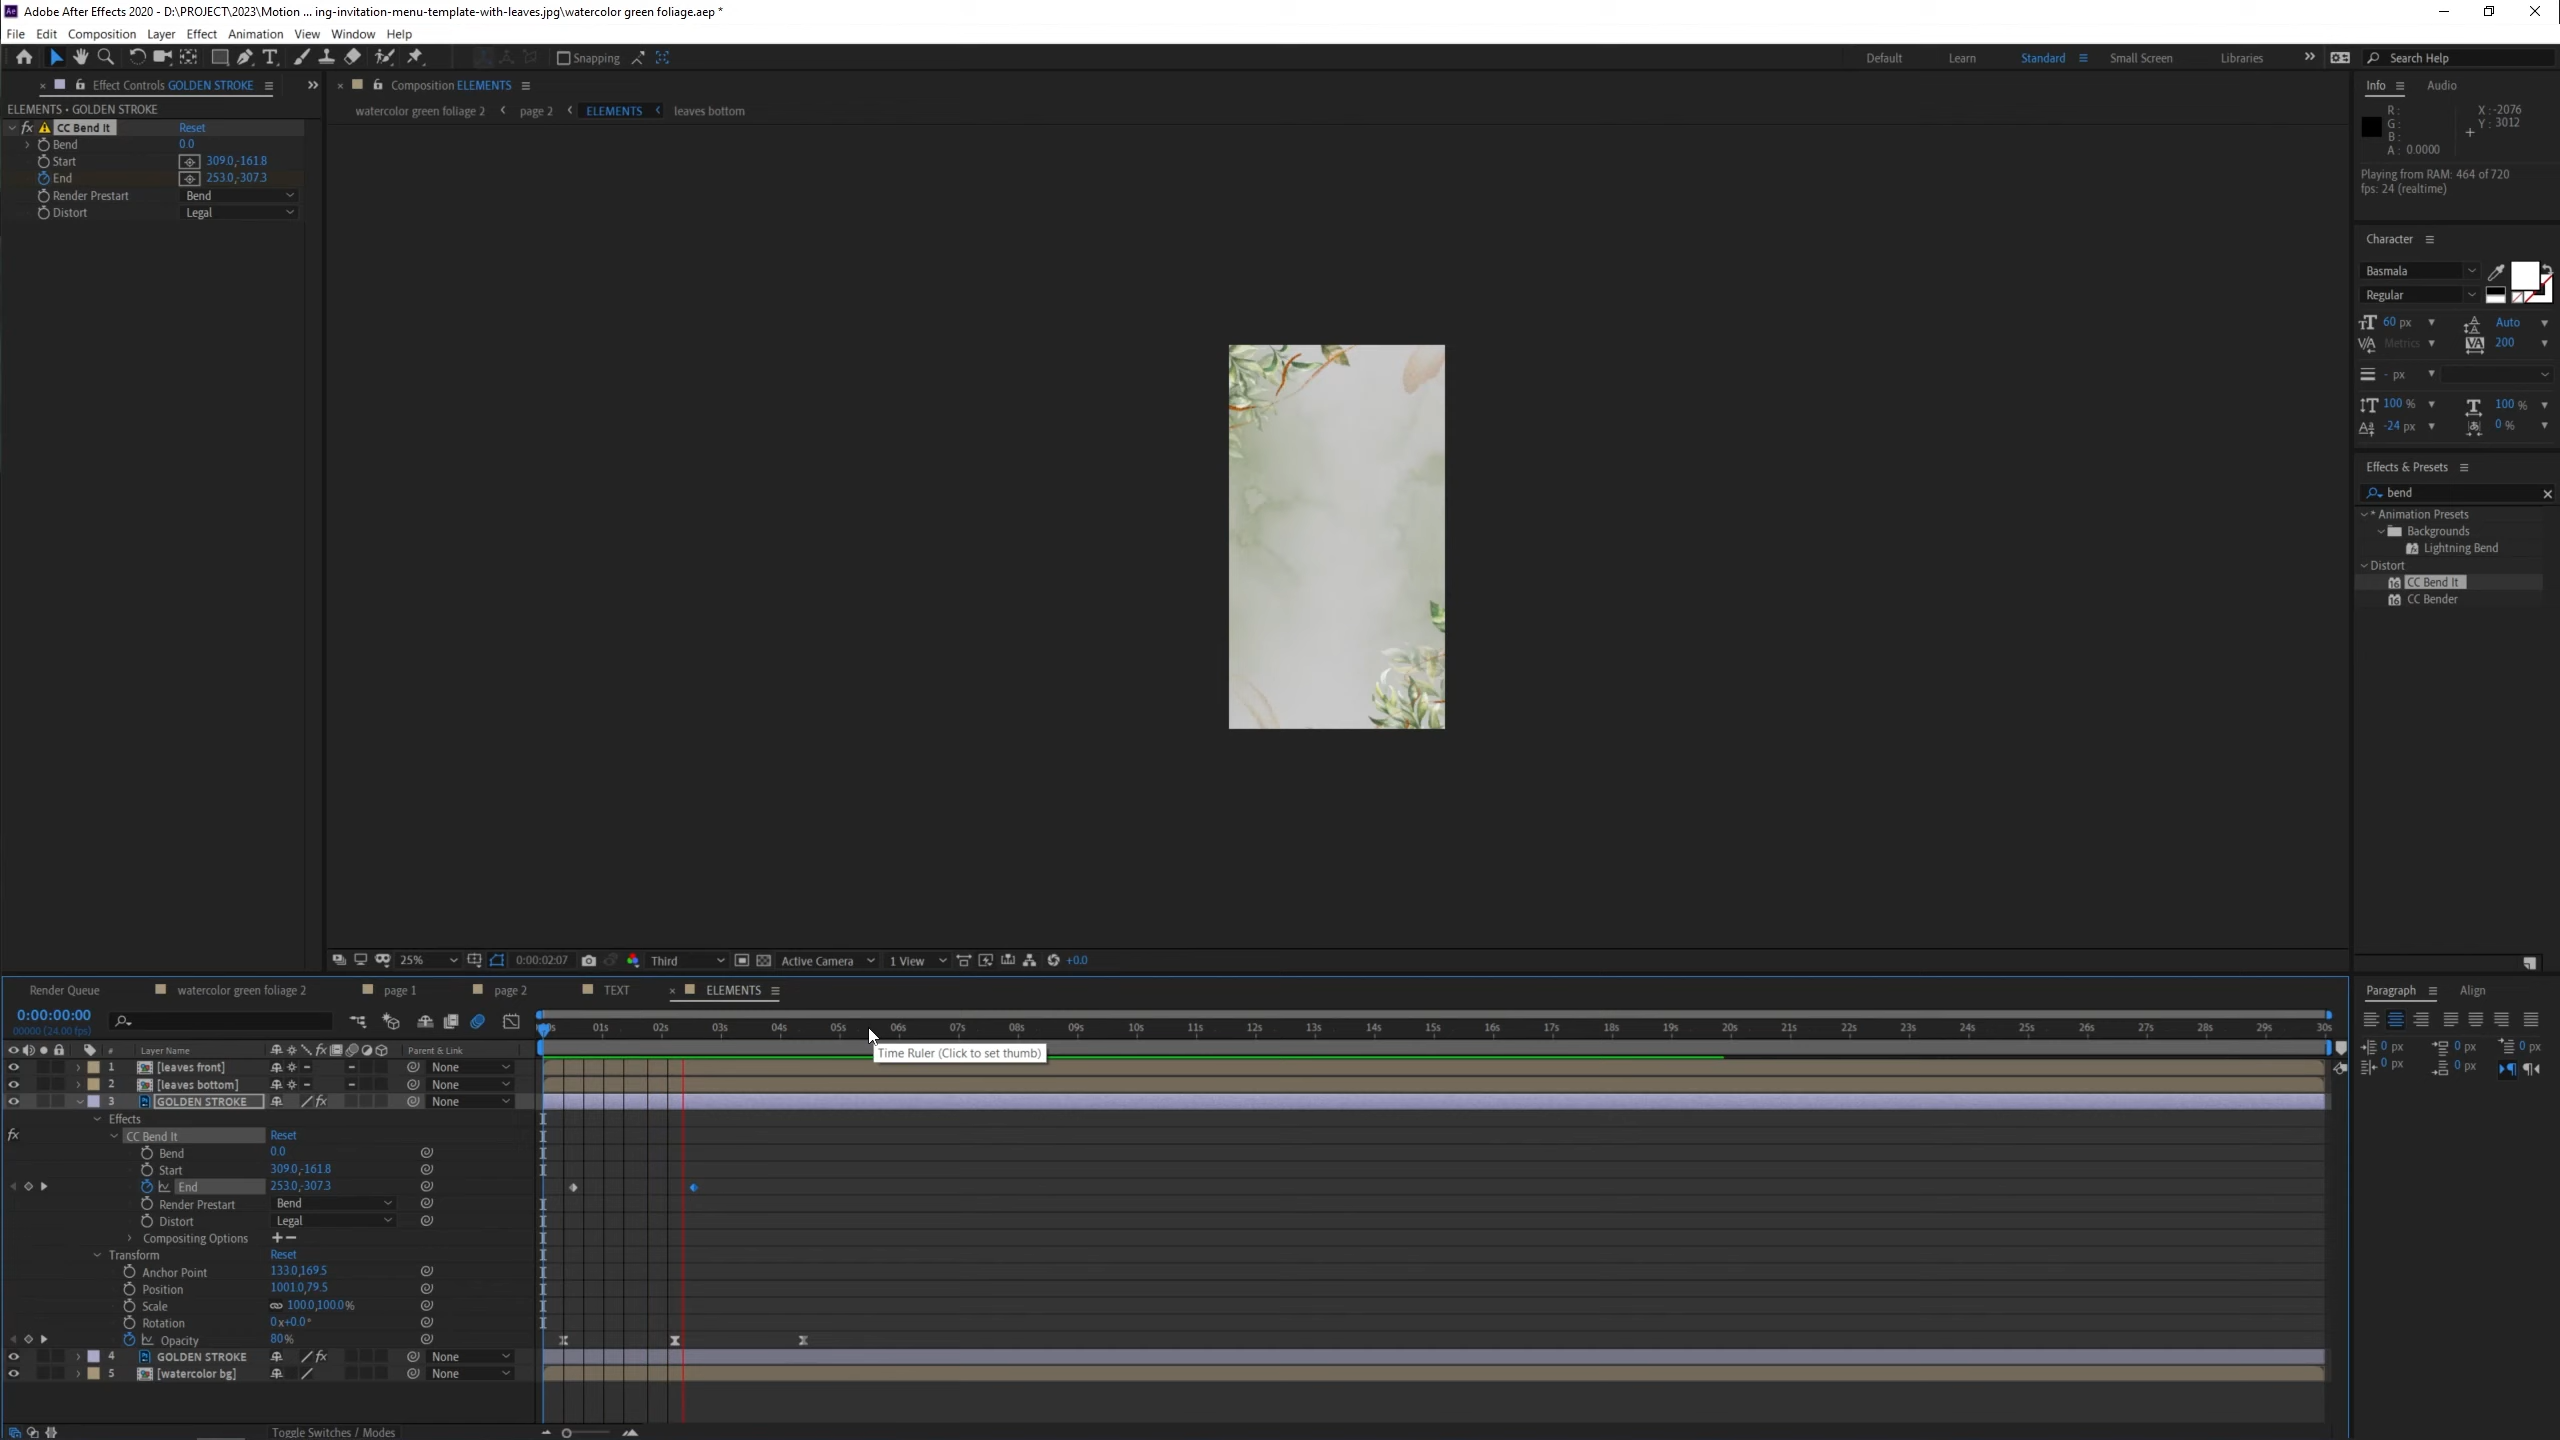 Adobe After Effects 2020 - D:\PROJECT\2023\Motion ... ing-invitation-menu-template-with-leaves.jpg\watercolor green foliage.aep *
File Edit Composition Layer Effect Animation View Window Help
Snapping
Default Learn Standard Small Screen Libraries Search Help
Effect Controls GOLDEN STROKE
ELEMENTS • GOLDEN STROKE
fx CC Bend It Reset
Bend 0.0
Start 309.0,-161.8
End 253.0,-307.3
Render Prestart Bend
Distort Legal
Composition ELEMENTS
watercolor green foliage 2 page 2 ELEMENTS leaves bottom
25% 0:00:02:07 Third Active Camera 1 View +0.0
Info Audio
R : X : -2076
G : Y : 3012
B :
A : 0.0000
Playing from RAM: 464 of 720
fps: 24 (realtime)
Character
Basmala
Regular
60 px Auto
Metrics 200
- px
100 % 100 %
-24 px 0 %
Effects & Presets
bend
* Animation Presets
Backgrounds
Lightning Bend
Distort
CC Bend It
CC Bender
Paragraph Align
0 px 0 px 0 px
0 px 0 px
Render Queue watercolor green foliage 2 page 1 page 2 TEXT ELEMENTS
0:00:00:00
00000 (24.00 fps)
01s 02s 03s 04s 05s 06s 07s 08s 09s 10s 11s 12s 13s 14s 15s 16s 17s 18s 19s 20s 21s 22s 23s 24s 25s 26s 27s 28s 29s 30s
Time Ruler (Click to set thumb)
# Layer Name Parent & Link
1 [leaves front] None
2 [leaves bottom] None
3 GOLDEN STROKE fx None
Effects
fx CC Bend It Reset
Bend 0.0
Start 309.0,-161.8
End 253.0,-307.3
Render Prestart Bend
Distort Legal
Compositing Options
Transform Reset
Anchor Point 133.0,169.5
Position 1001.0,79.5
Scale 100.0,100.0%
Rotation 0x+0.0°
Opacity 80%
4 GOLDEN STROKE fx None
5 [watercolor bg] None
Toggle Switches / Modes